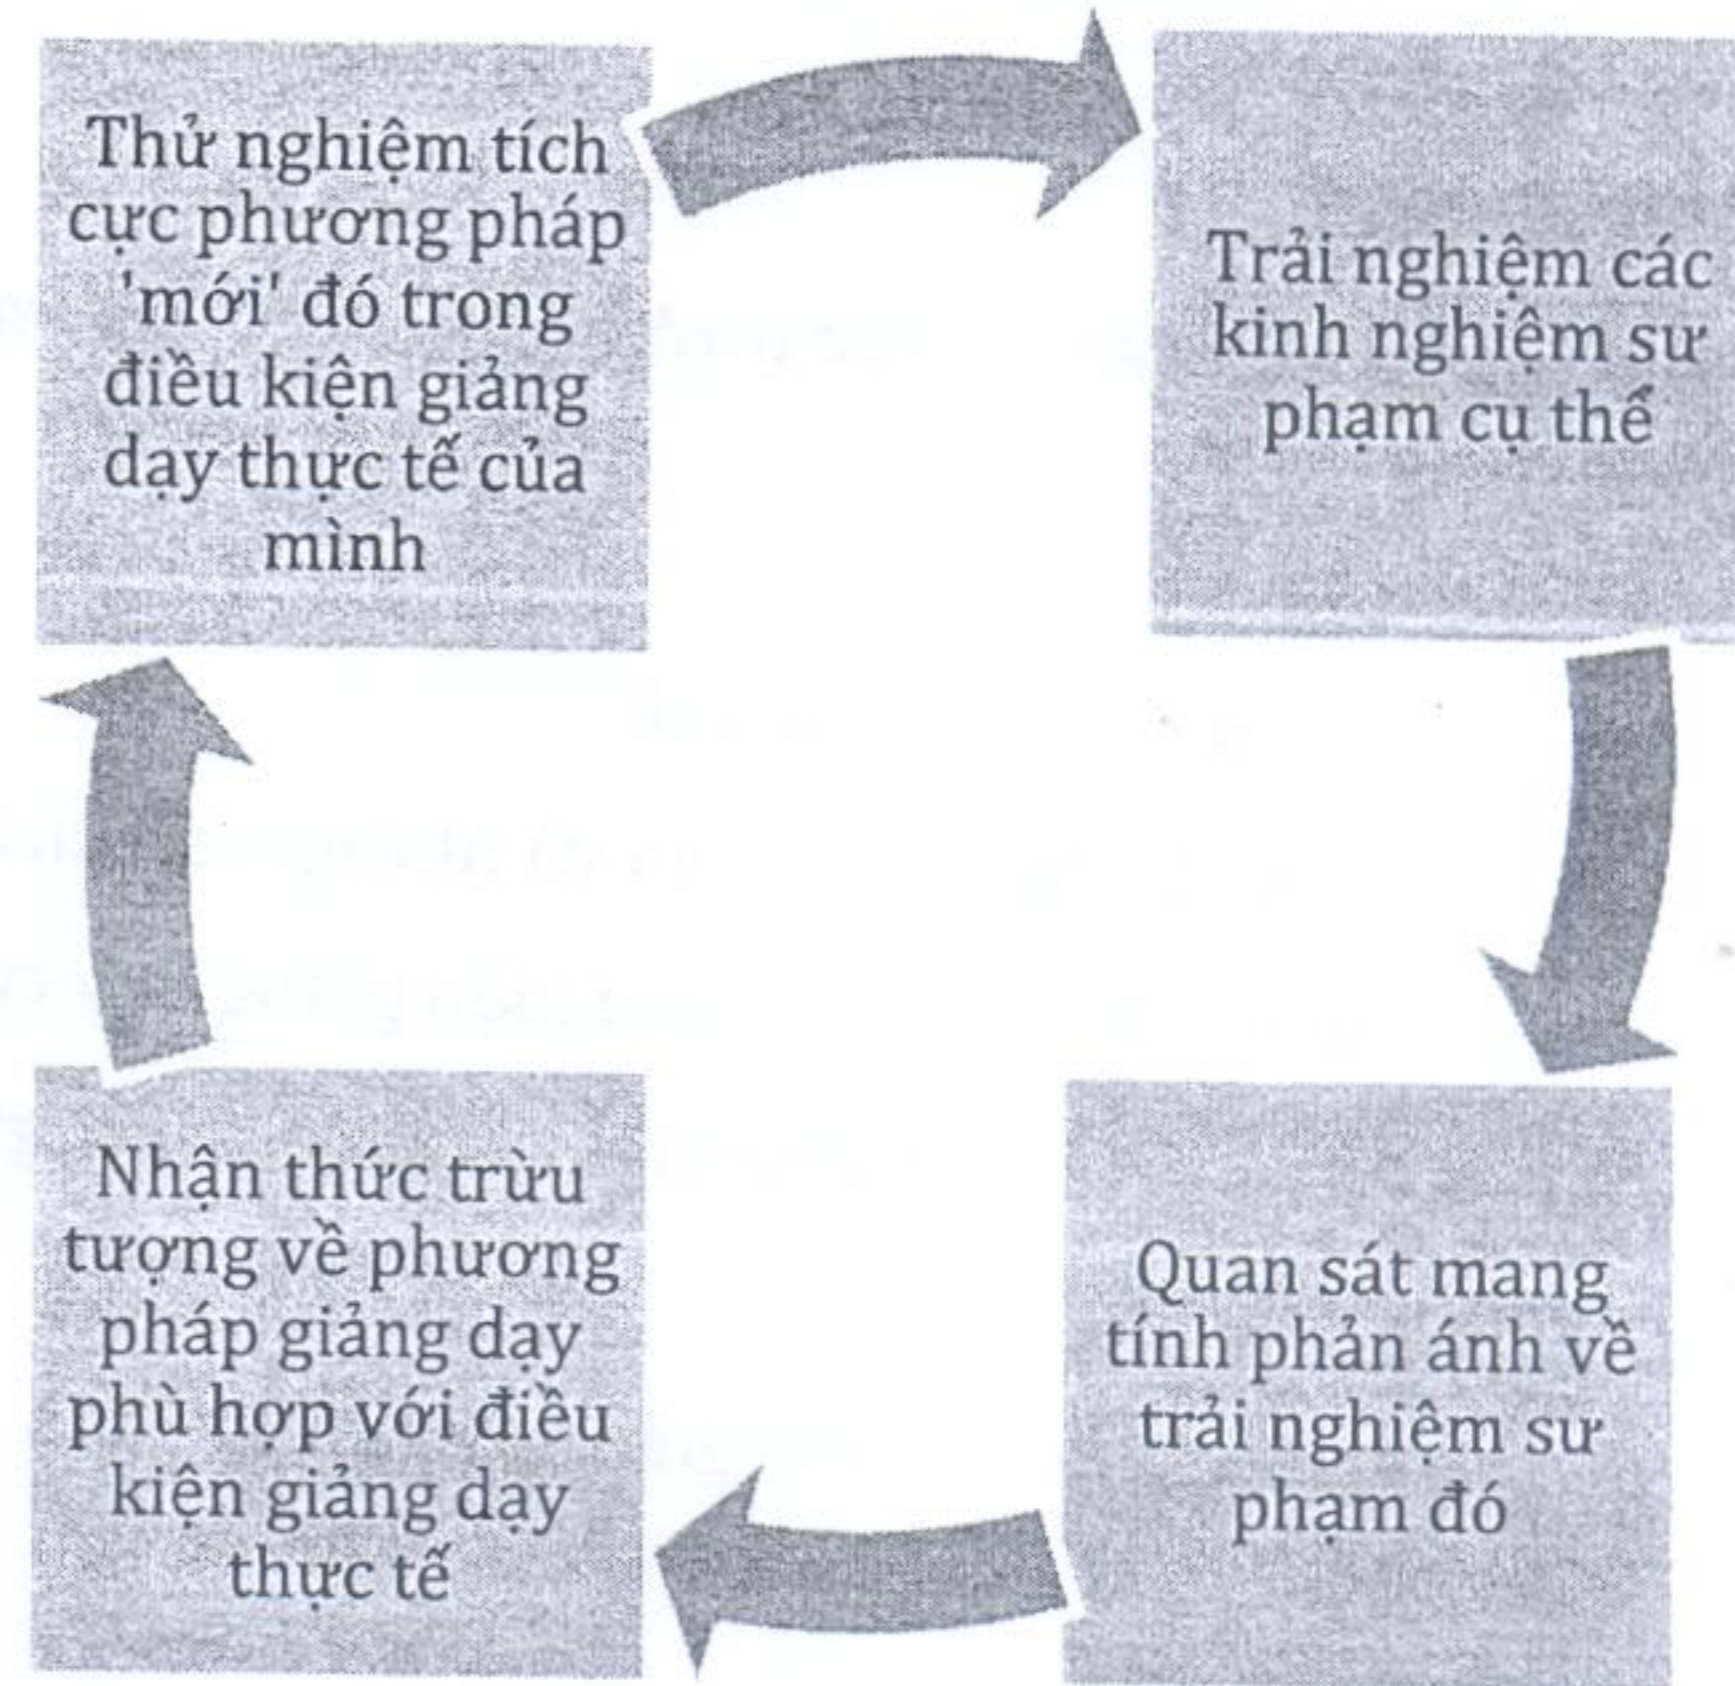 Thử nghiệm tích
cực phương pháp
'mới' đó trong
điều kiện giảng
dạy thực tế của
mình
Trải nghiệm các
kinh nghiệm sư
phạm cụ thể
Nhận thức trừu
tượng về phương
pháp giảng dạy
phù hợp với điều
kiện giảng dạy
thực tế
Quan sát mang
tính phản ánh về
trải nghiệm sư
phạm đó